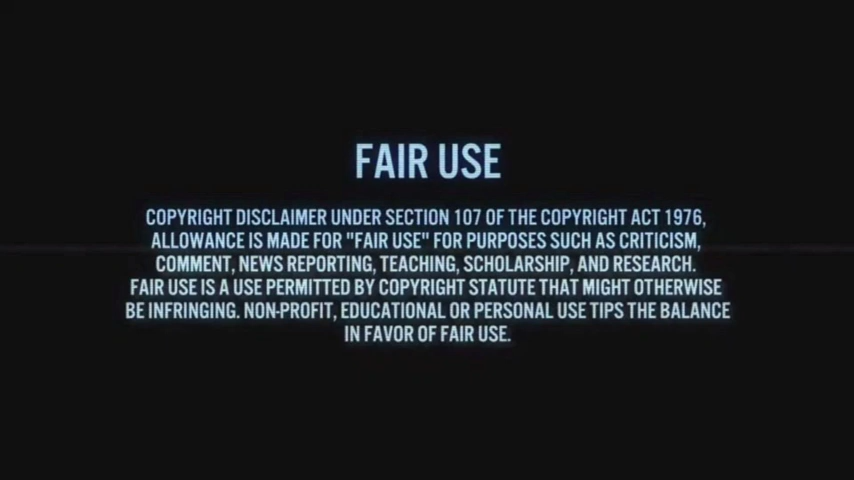 FAIR USE
COPYRIGHT DISCLAIMER UNDER SECTION 107 OF THE COPYRIGHT ACT 1976,
ALLOWANCE IS MADE FOR "FAIR USE" FOR PURPOSES SUCH AS CRITICISM,
COMMENT, NEWS REPORTING, TEACHING, SCHOLARSHIP, AND RESEARCH.
FAIR USE IS A USE PERMITTED BY COPYRIGHT STATUTE THAT MIGHT OTHERWISE
BE INFRINGING. NON-PROFIT, EDUCATIONAL OR PERSONAL USE TIPS THE BALANCE
IN FAVOR OF FAIR USE.